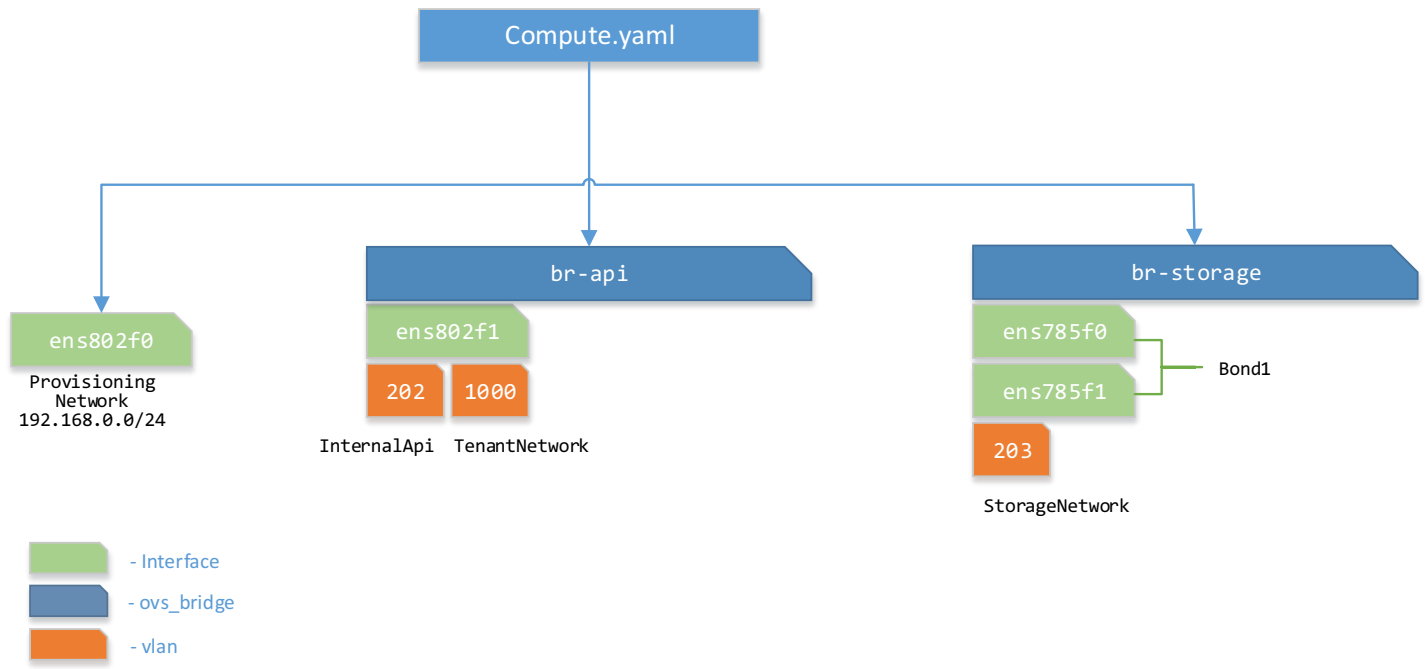 Compute.yaml
br-api
br-storage
ens802f0
Provisioning
Network
192.168.0.0/24
ens802f1
202 1000
InternalApi TenantNetwork
ens785f0
ens785f1
Bond1
203
StorageNetwork
- Interface
- ovs_bridge
- vlan